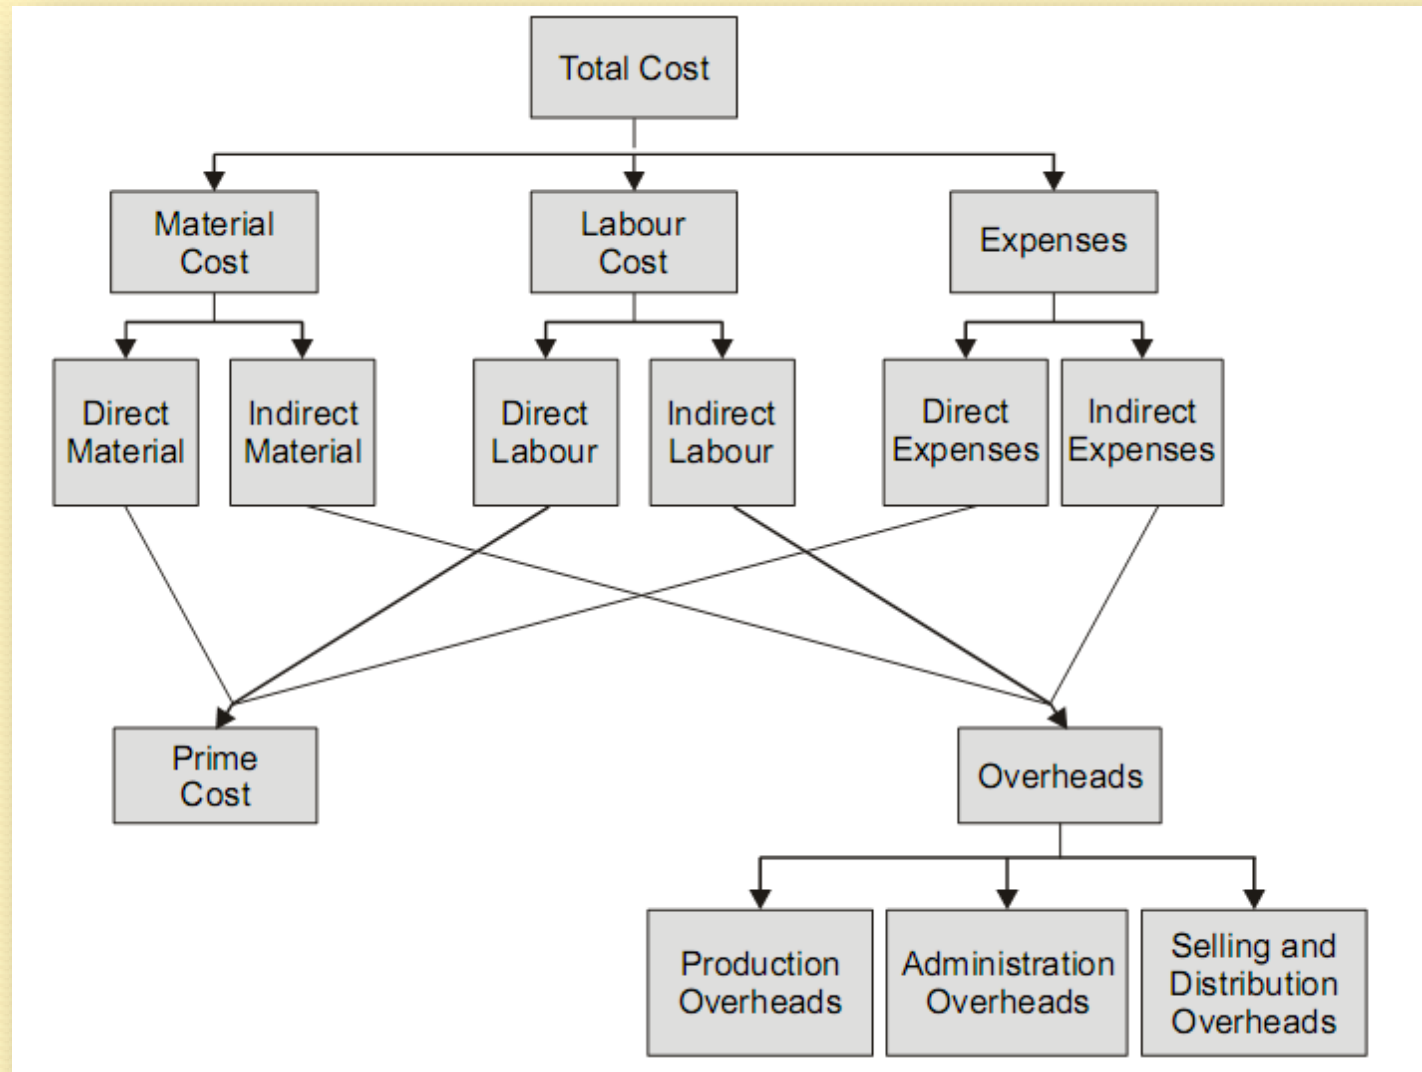 Total Cost
Material
Cost
Labour
Cost
Expenses
Direct
Material
Indirect
Material
Direct
Labour
Indirect
Labour
Direct
Expenses
Indirect
Expenses
Prime
Cost
Overheads
Production
Overheads
Administration
Overheads
Selling and
Distribution
Overheads